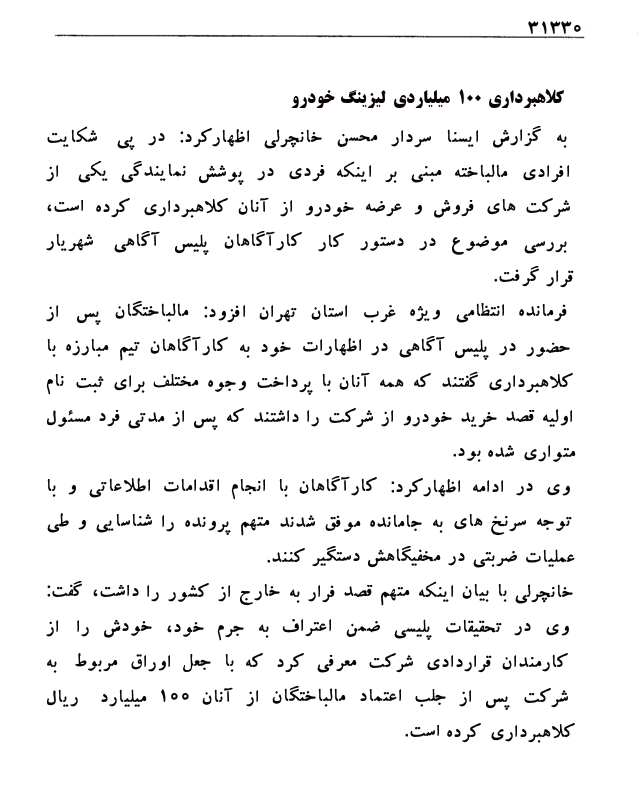 ۳۱۳۳۰
کلاهبرداری ۱۰۰ میلیاردی لیزینگ خودرو
به گزارش ایسنا سردار محسن خانچرلی اظهارکرد: در پی شکایت
افرادی مالباخته مبنی بر اینکه فردی در پوشش نمایندگی یکی از
شرکت های فروش و عرضه خودرو از آنان کلاهبرداری کرده است،
بررسی موضوع در دستور کار کارآگاهان پلیس آگاهی شهریار
قرار گرفت.
فرمانده انتظامی ویژه غرب استان تهران افزود: مالباختگان پس از
حضور در پلیس آگاهی در اظهارات خود به کارآگاهان تیم مبارزه با
کلاهبرداری گفتند که همه آنان با پرداخت وجوه مختلف برای ثبت نام
اولیه قصد خرید خودرو از شرکت را داشتند که پس از مدتی فرد مسئول
متواری شده بود.
وی در ادامه اظهارکرد: کارآگاهان با انجام اقدامات اطلاعاتی و با
توجه سرنخ های به جامانده موفق شدند متهم پرونده را شناسایی و طی
عملیات ضربتی در مخفیگاهش دستگیر کنند.
خانچرلی با بیان اینکه متهم قصد فرار به خارج از کشور را داشت، گفت:
وی در تحقیقات پلیسی ضمن اعتراف به جرم خود، خودش را از
کارمندان قراردادی شرکت معرفی کرد که با جعل اوراق مربوط به
شرکت پس از جلب اعتماد مالباختگان از آنان ۱۰۰ میلیارد ریال
کلاهبرداری کرده است.